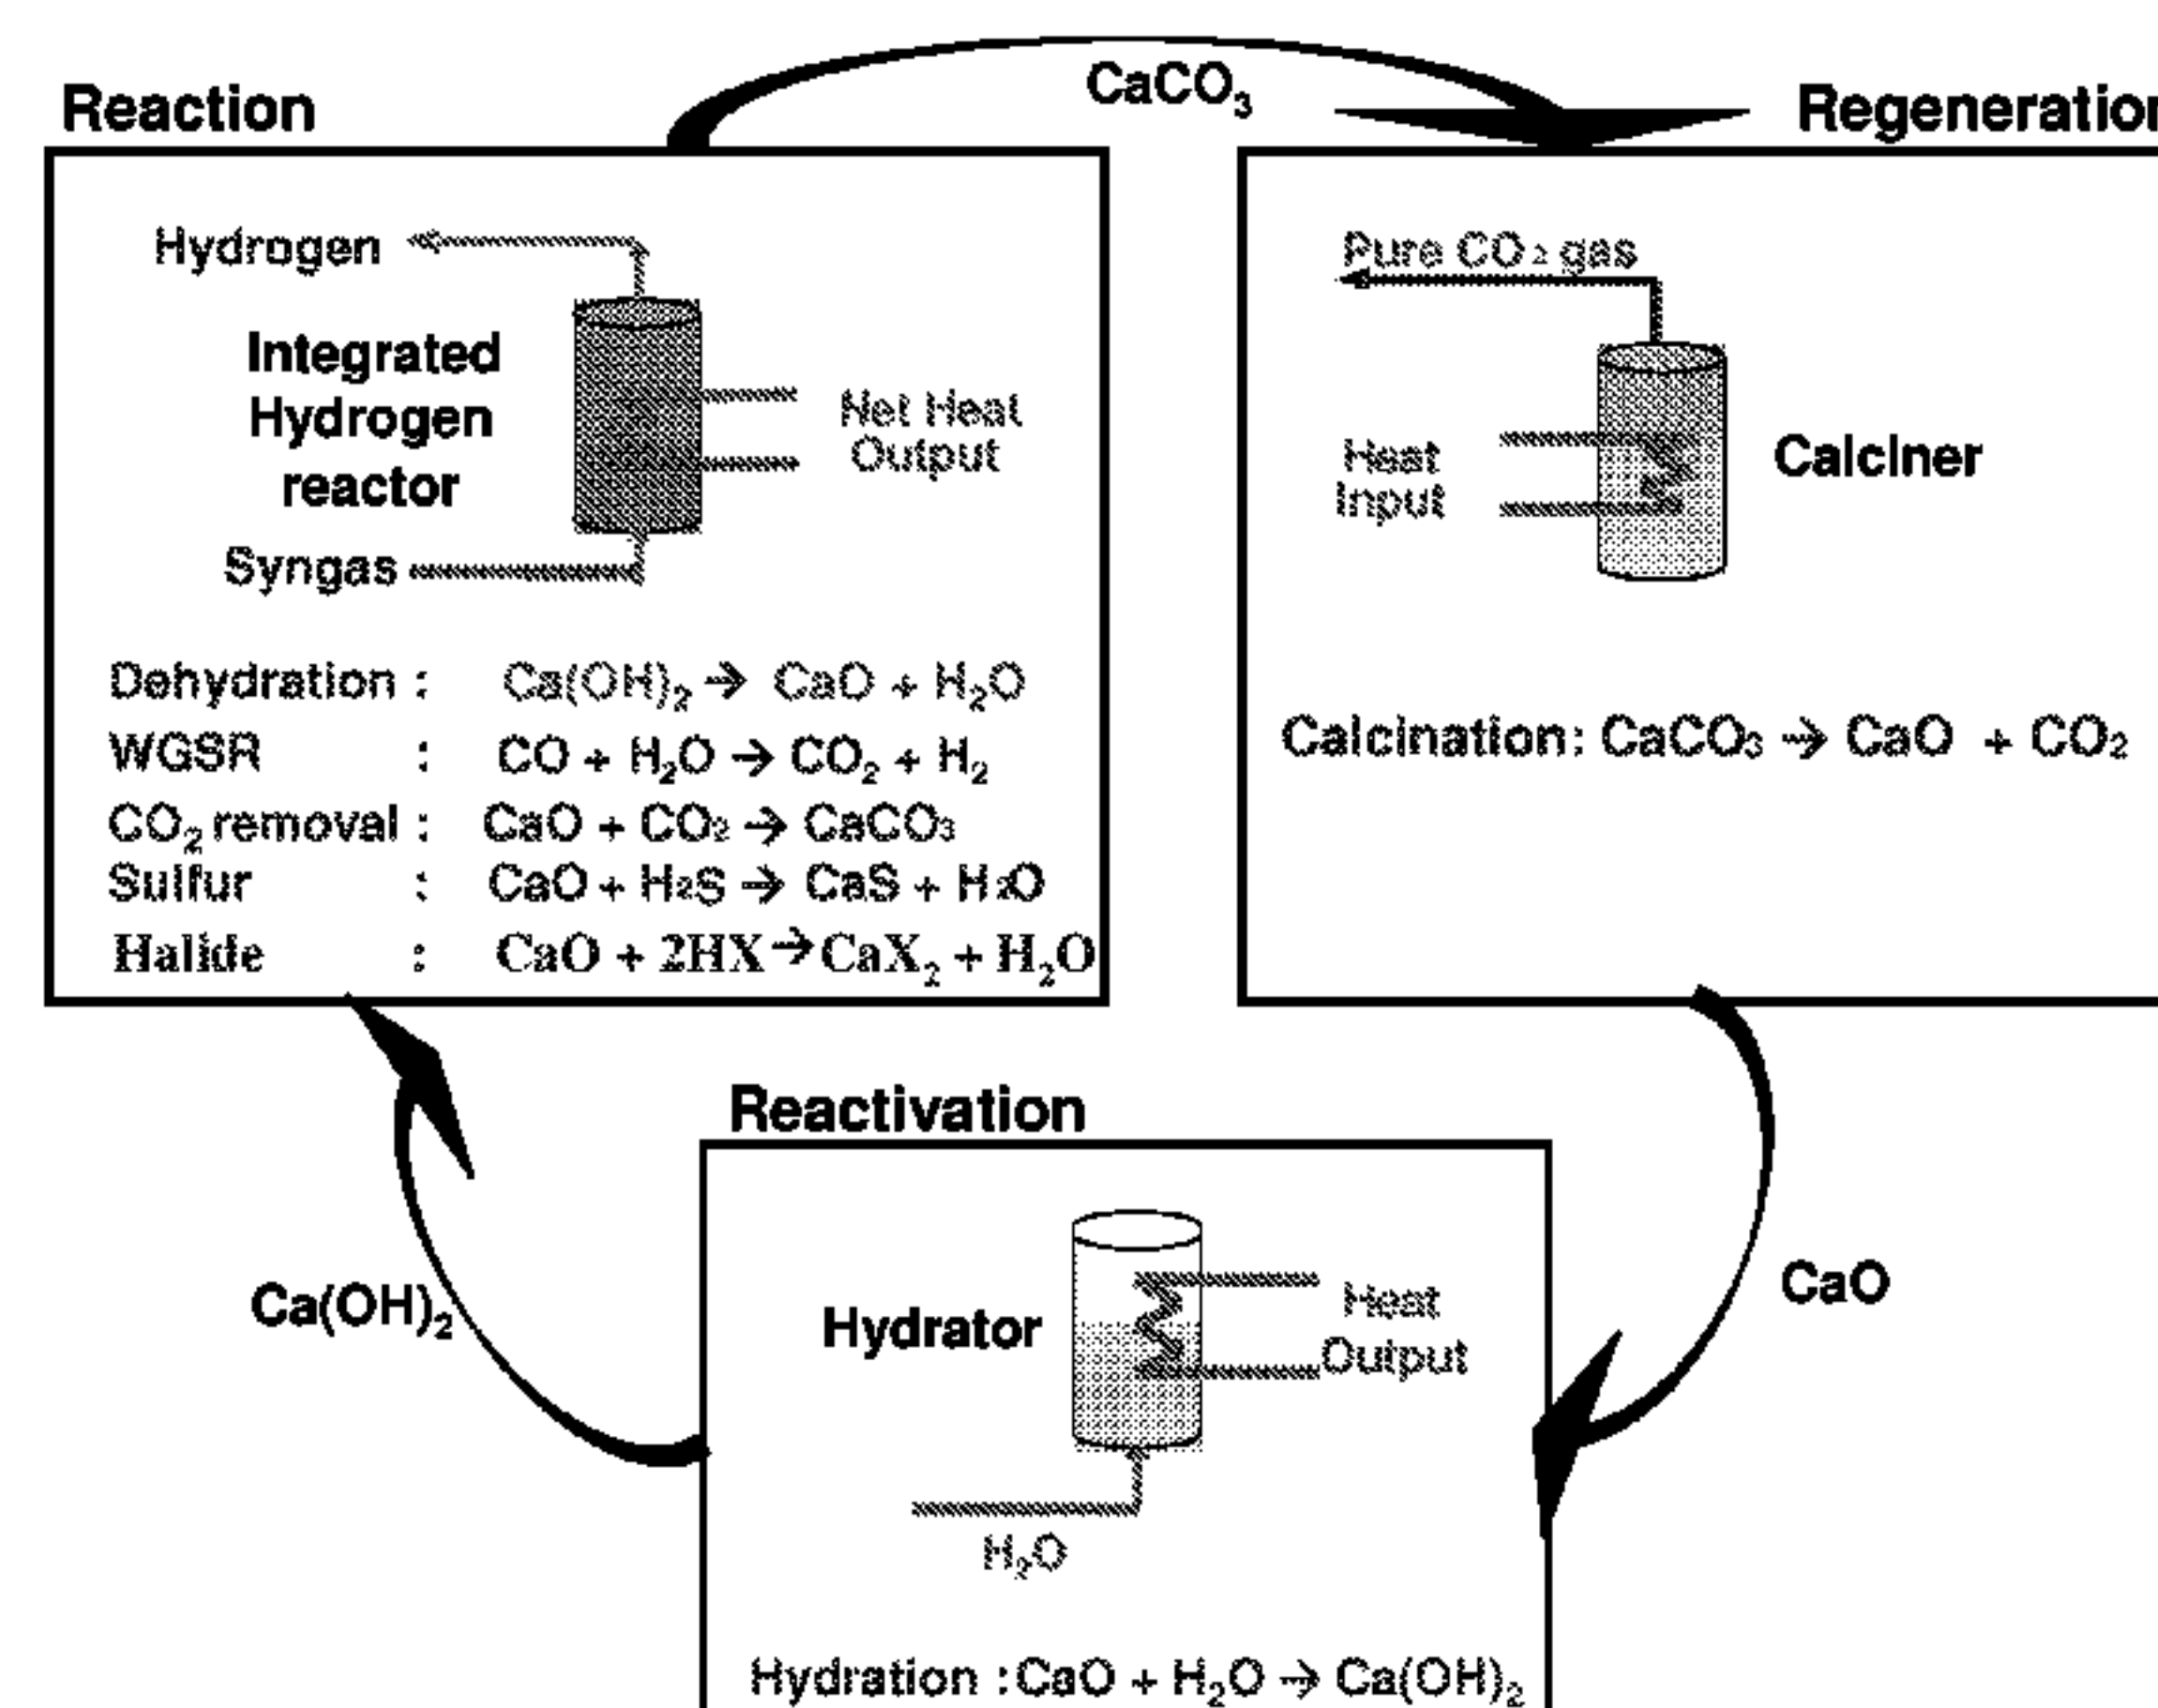 CaCO₃
Reaction
Regeneration
Hydrogen
Integrated
Hydrogen
reactor
Syngas
Net Heat
Output
Dehydration : Ca(OH)₂ → CaO + H₂O
WGSR : CO + H₂O → CO₂ + H₂
CO₂ removal : CaO + CO₂ → CaCO₃
Sulfur : CaO + H₂S → CaS + H₂O
Halide : CaO + 2HX → CaX₂ + H₂O
Pure CO₂ gas
Heat
Input
Calciner
Calcination: CaCO₃ → CaO + CO₂
Reactivation
Ca(OH)₂
Hydrator
Heat
Output
H₂O
CaO
Hydration : CaO + H₂O → Ca(OH)₂